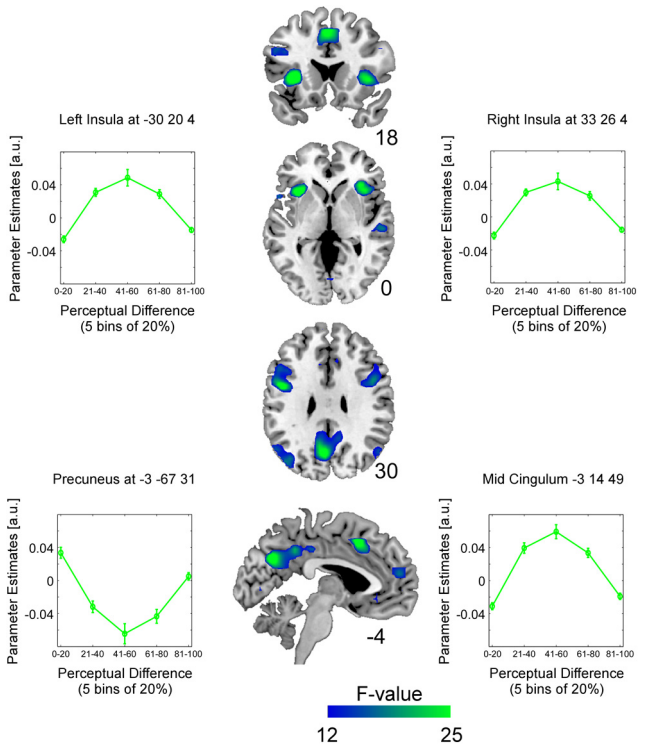 18
Left Insula at -30 20 4
Right Insula at 33 26 4
Parameter Estimates [a.u.]
0.04
0
-0.04
0-20 21-40 41-60 61-80 81-100
Perceptual Difference
(5 bins of 20%)
0
Parameter Estimates [a.u.]
0.04
0
-0.04
0-20 21-40 41-60 61-80 81-100
Perceptual Difference
(5 bins of 20%)
30
Precuneus at -3 -67 31
Mid Cingulum -3 14 49
Parameter Estimates [a.u.]
0.04
0
-0.04
0-20 21-40 41-60 61-80 81-100
Perceptual Difference
(5 bins of 20%)
-4
Parameter Estimates [a.u.]
0.04
0
-0.04
0-20 21-40 41-60 61-80 81-100
Perceptual Difference
(5 bins of 20%)
F-value
12 25